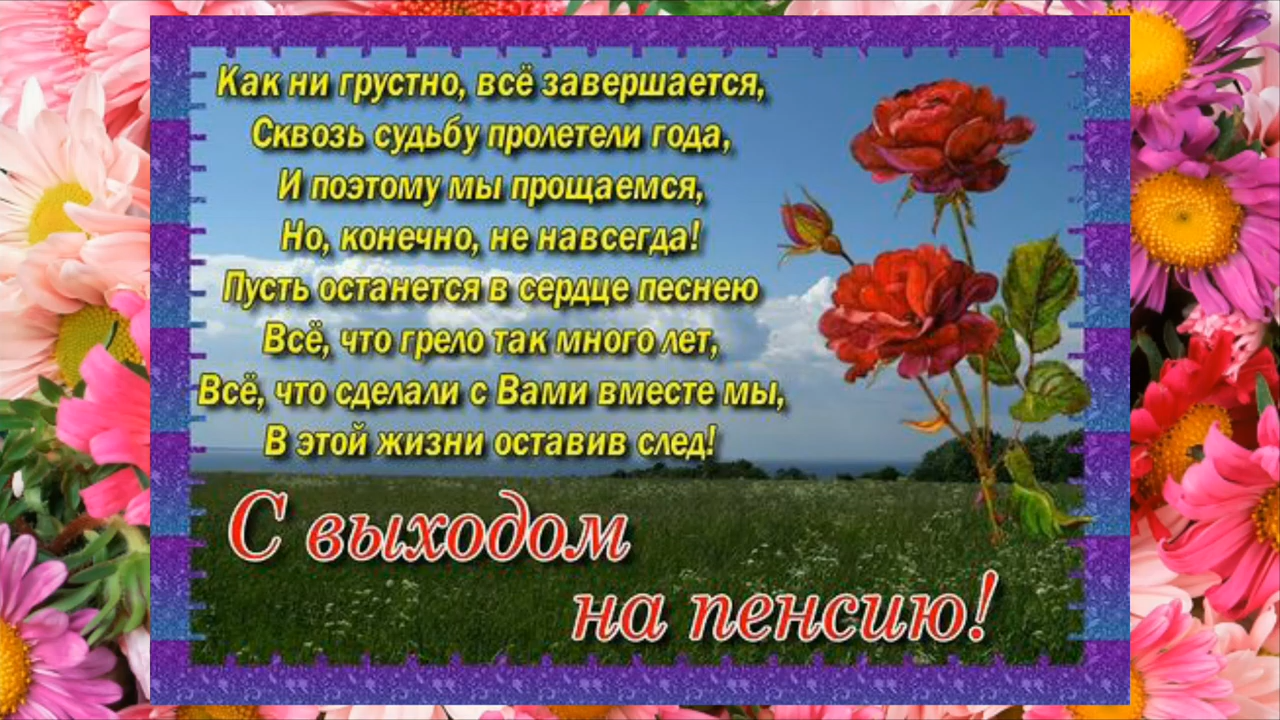 Как ни грустно, всё завершается,
Сквозь судьбу пролетели года,
И поэтому мы прощаемся,
Но, конечно, не навсегда!
Пусть останется в сердце песнею
Всё, что грело так много лет,
Всё, что сделали с Вами вместе мы,
В этой жизни оставив след!
С выходом
на пенсию!